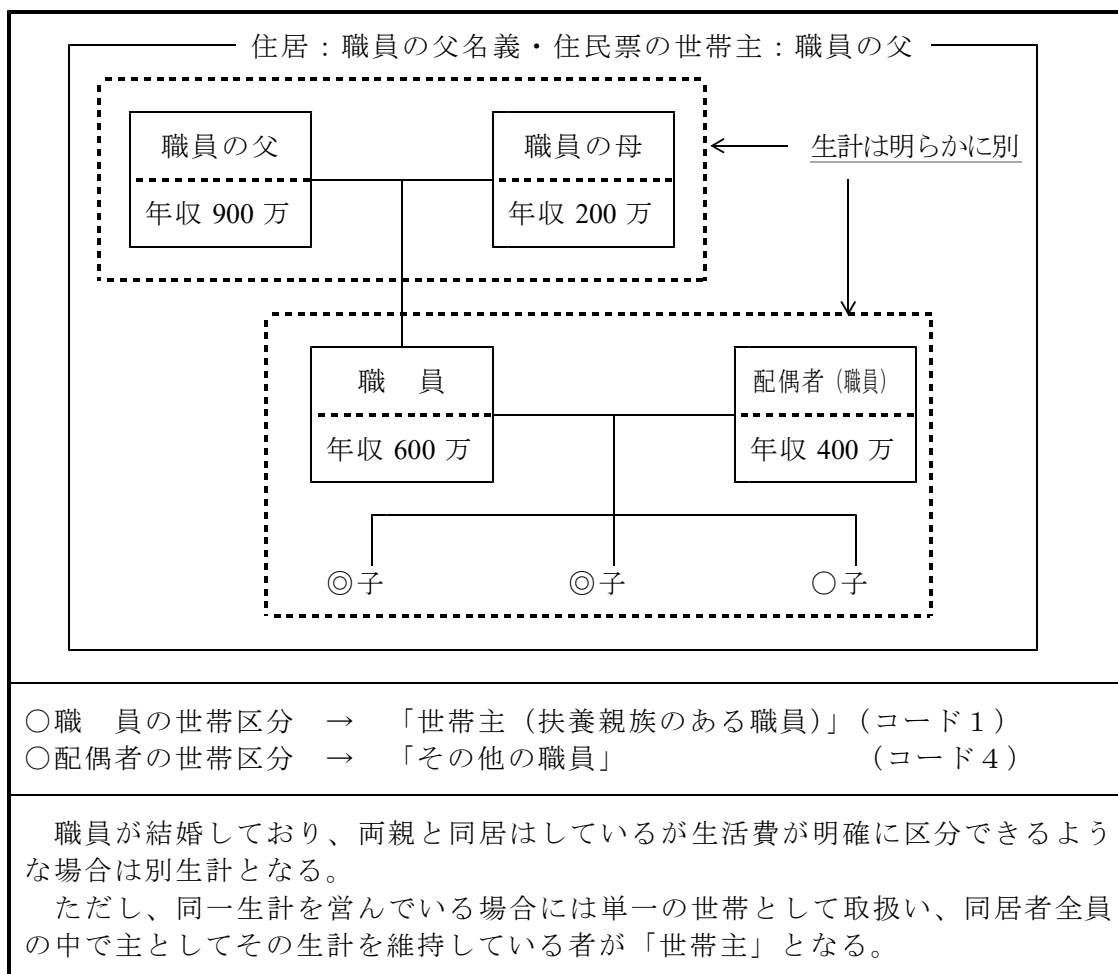 住居：職員の父名義・住民票の世帯主：職員の父
職員の父
年収 900 万
職員の母
年収 200 万
生計は明らかに別
職　員
年収 600 万
配偶者（職員）
年収 400 万
◎子
◎子
○子
○職　員の世帯区分　→　「世帯主（扶養親族のある職員）」（コード１）
○配偶者の世帯区分　→　「その他の職員」　（コード４）
職員が結婚しており、両親と同居はしているが生活費が明確に区分できるよう
な場合は別生計となる。
ただし、同一生計を営んでいる場合には単一の世帯として取扱い、同居者全員
の中で主としてその生計を維持している者が「世帯主」となる。